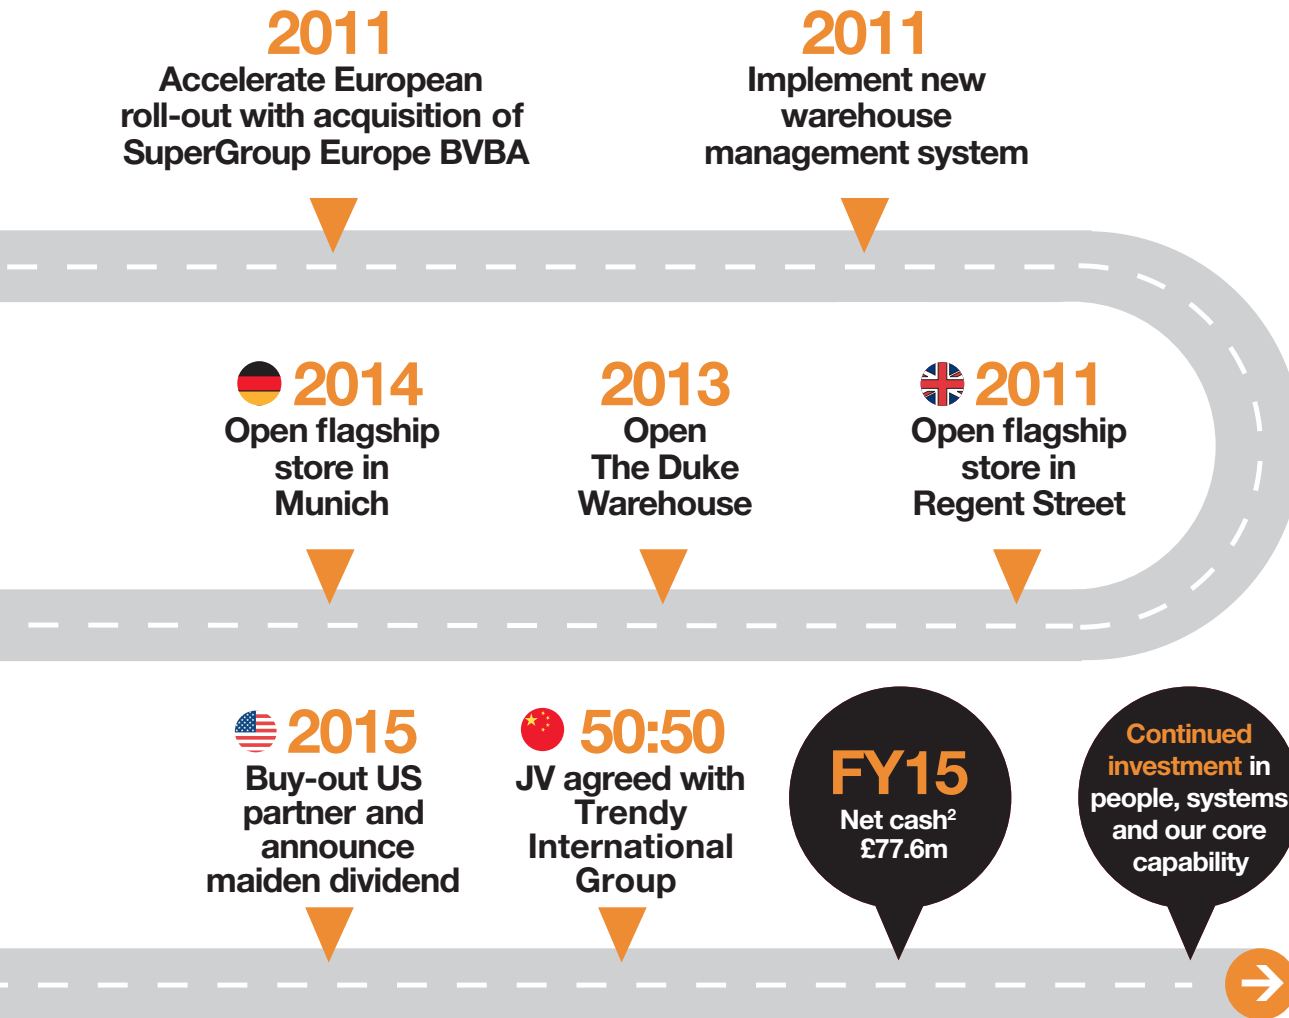 2011
Accelerate European
roll-out with acquisition of
SuperGroup Europe BVBA
2011
Implement new
warehouse
management system
2014
Open flagship
store in
Munich
2013
Open
The Duke
Warehouse
2011
Open flagship
store in
Regent Street
2015
Buy-out US
partner and
announce
maiden dividend
50:50
JV agreed with
Trendy
International
Group
FY15
Net cash²
£77.6m
Continued
investment in
people, systems
and our core
capability